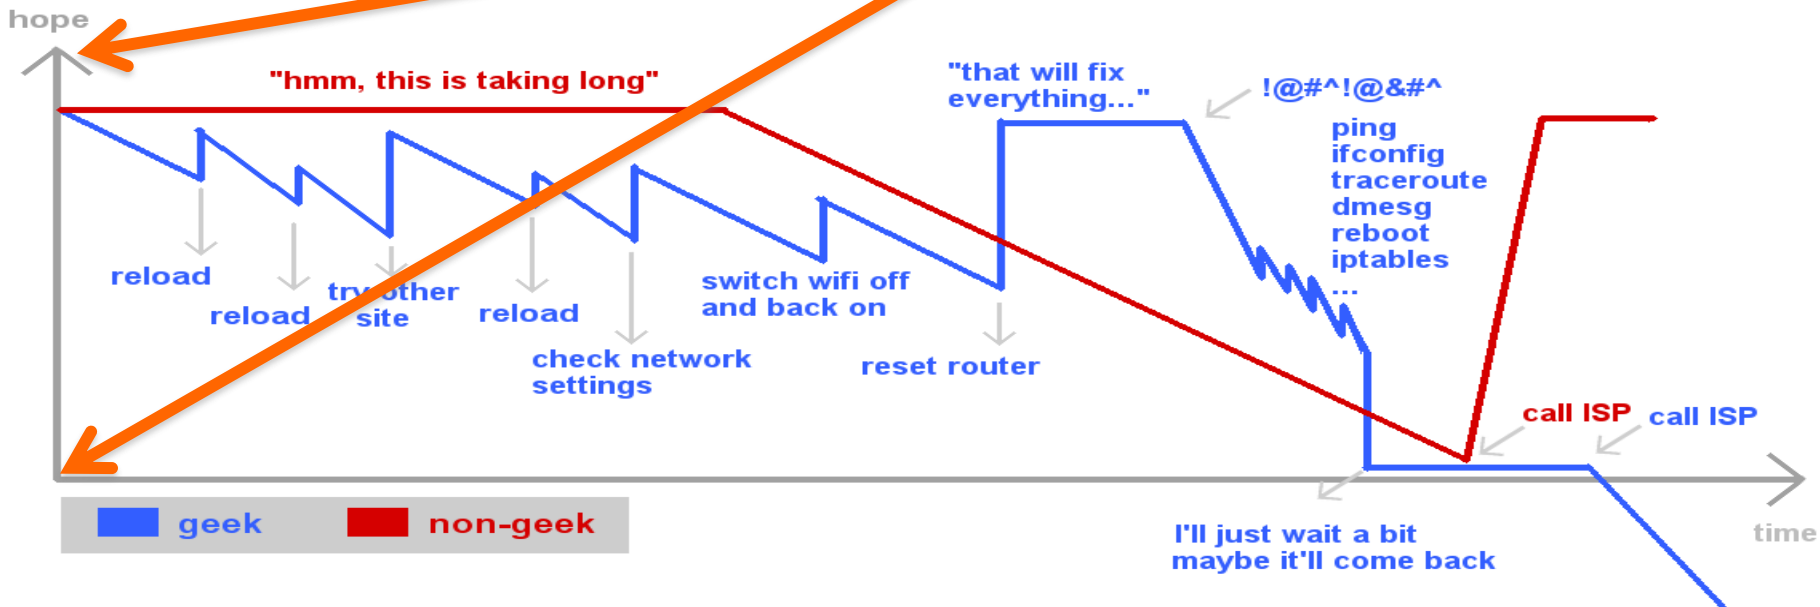 hope
"hmm, this is taking long"
"that will fix
everything..."
!@#^!@&#^
ping
ifconfig
traceroute
dmesg
reboot
iptables
...
reload
reload
try other
site
reload
check network
settings
switch wifi off
and back on
reset router
call ISP
call ISP
I'll just wait a bit
maybe it'll come back
time
geek
non-geek